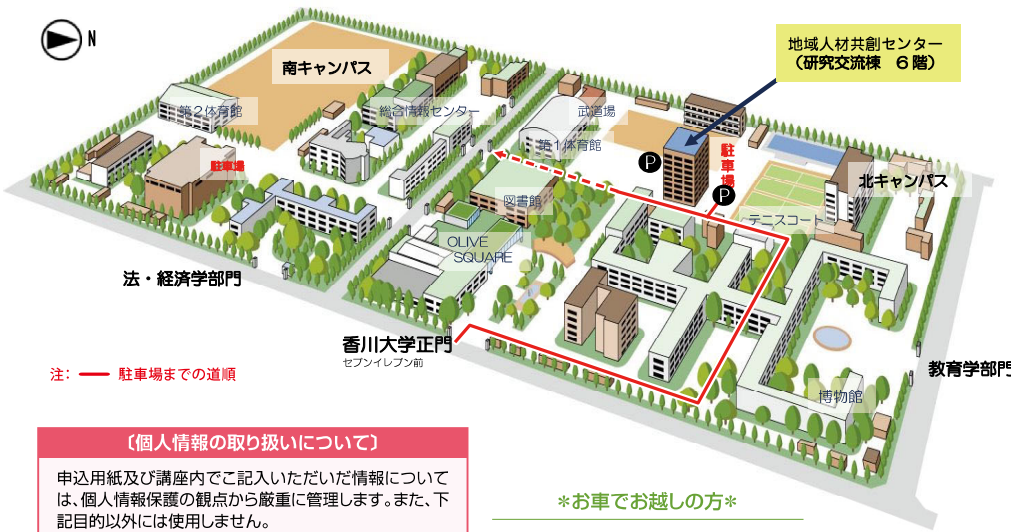 N
地域人材共創センター
(研究交流棟 6階)
南キャンパス
第2体育館
総合情報センター
武道場
第1体育館
駐車場
P
駐車場
P
北キャンパス
図書館
テニスコート
OLIVE
SQUARE
法・経済学部門
香川大学正門
セブンイレブン前
教育学部門
注: 駐車場までの道順
博物館
〔個人情報の取り扱いについて〕
申込用紙及び講座内でご記入いただいだ情報について
は、個人情報保護の観点から厳重に管理します。また、下
記目的以外には使用しません。
*お車でお越しの方*